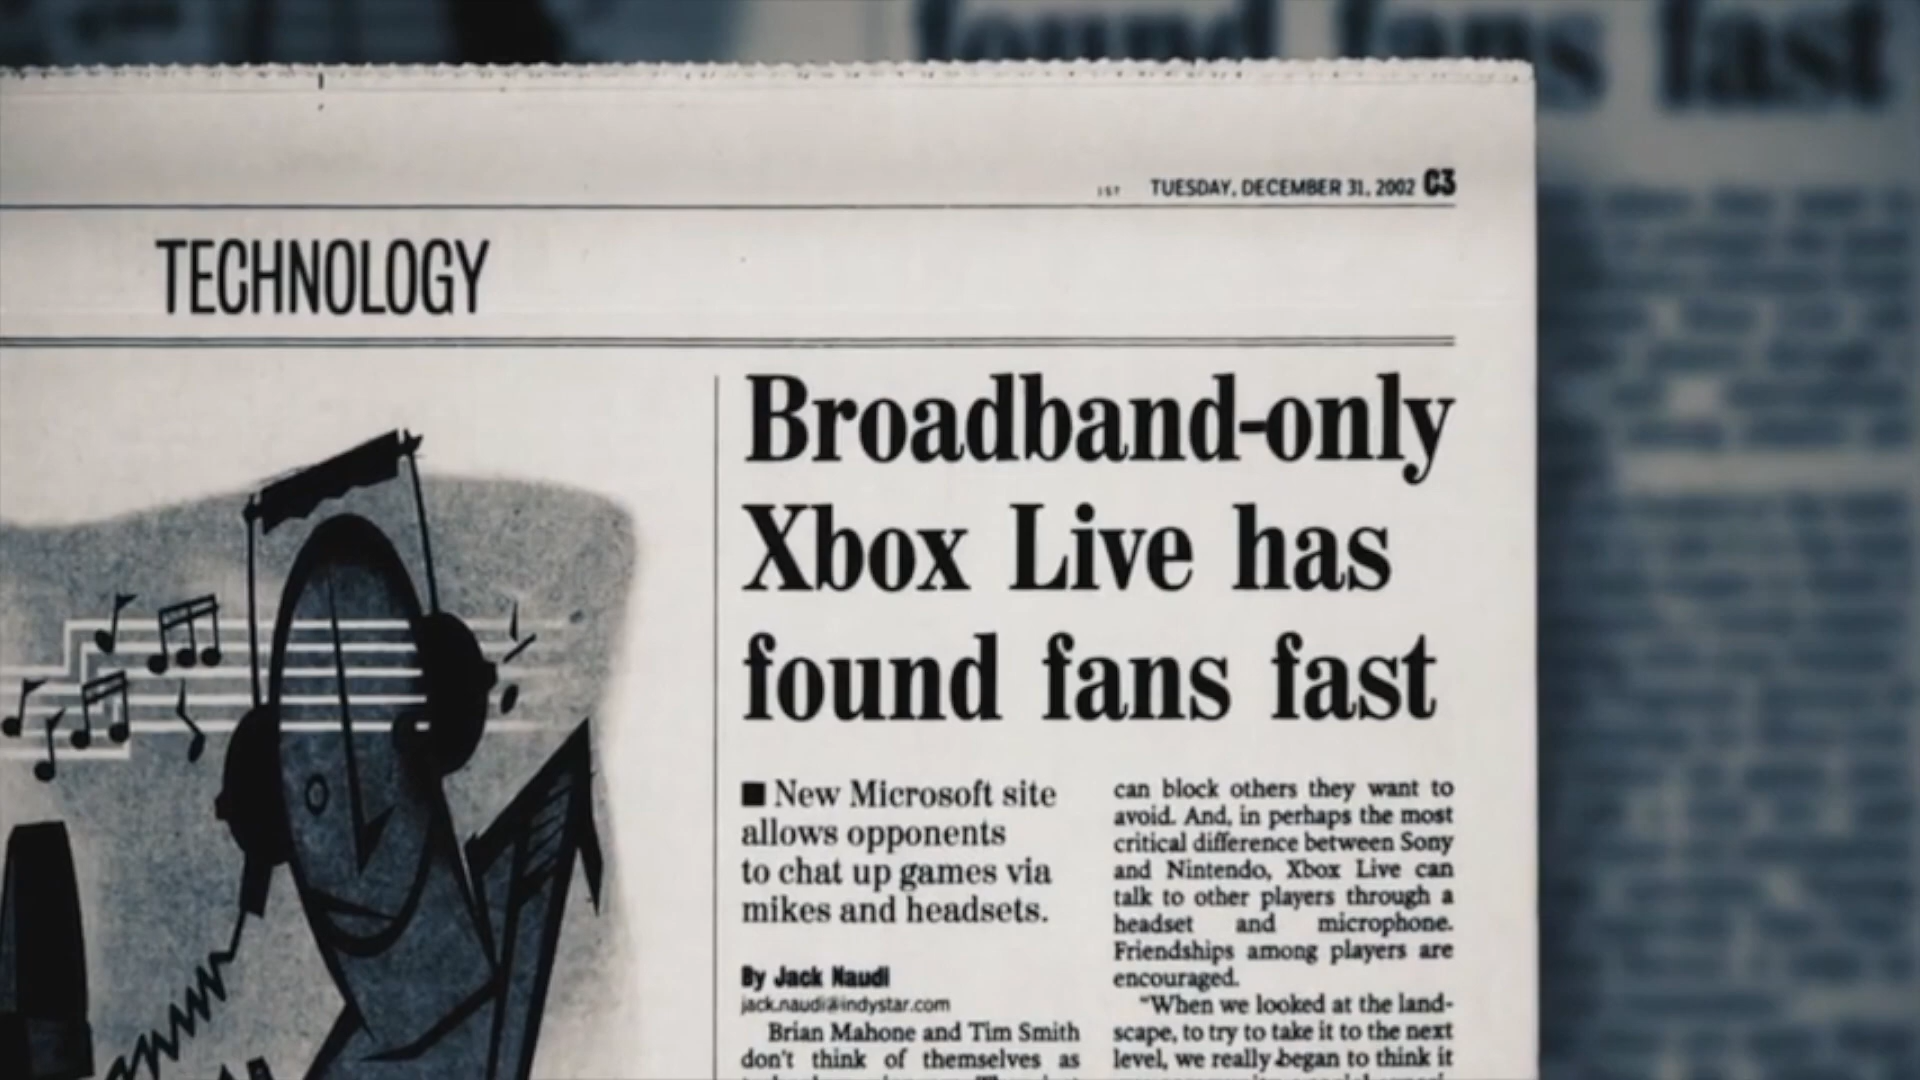 found fans fast
IST TUESDAY, DECEMBER 31, 2002 C3
TECHNOLOGY
Broadband-only
Xbox Live has
found fans fast
■ New Microsoft site
allows opponents
to chat up games via
mikes and headsets.
By Jack Naudi
jack.naudi@indystar.com
Brian Mahone and Tim Smith
don't think of themselves as
can block others they want to
avoid. And, in perhaps the most
critical difference between Sony
and Nintendo, Xbox Live can
talk to other players through a
headset and microphone.
Friendships among players are
encouraged.
"When we looked at the land-
scape, to try to take it to the next
level, we really began to think it